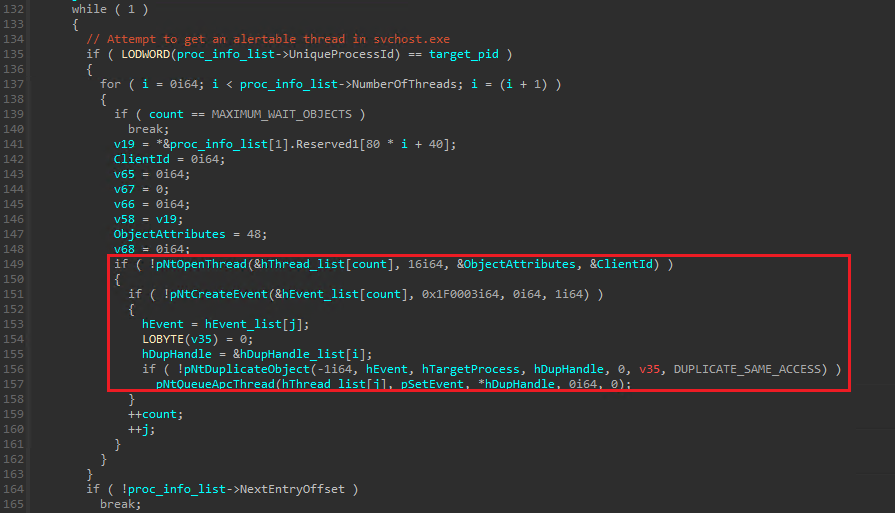 132 while ( 1 )
133 {
134 // Attempt to get an alertable thread in svchost.exe
135 if ( LODWORD(proc_info_list->UniqueProcessId) == target_pid )
136 {
137 for ( i = 0i64; i < proc_info_list->NumberOfThreads; i = (i + 1) )
138 {
139 if ( count == MAXIMUM_WAIT_OBJECTS )
140 break;
141 v19 = *&proc_info_list[1].Reserved1[80 * i + 40];
142 ClientId = 0i64;
143 v65 = 0i64;
144 v67 = 0;
145 v66 = 0i64;
146 v58 = v19;
147 ObjectAttributes = 48;
148 v68 = 0i64;
149 if ( !pNtOpenThread(&hThread_list[count], 16i64, &ObjectAttributes, &ClientId) )
150 {
151 if ( !pNtCreateEvent(&hEvent_list[count], 0x1F0003i64, 0i64, 1i64) )
152 {
153 hEvent = hEvent_list[j];
154 LOBYTE(v35) = 0;
155 hDupHandle = &hDupHandle_list[i];
156 if ( !pNtDuplicateObject(-1i64, hEvent, hTargetProcess, hDupHandle, 0, v35, DUPLICATE_SAME_ACCESS) )
157 pNtQueueApcThread(hThread_list[j], pSetEvent, *hDupHandle, 0i64, 0);
158 }
159 ++count;
160 ++j;
161 }
162 }
163 }
164 if ( !proc_info_list->NextEntryOffset )
165 break;